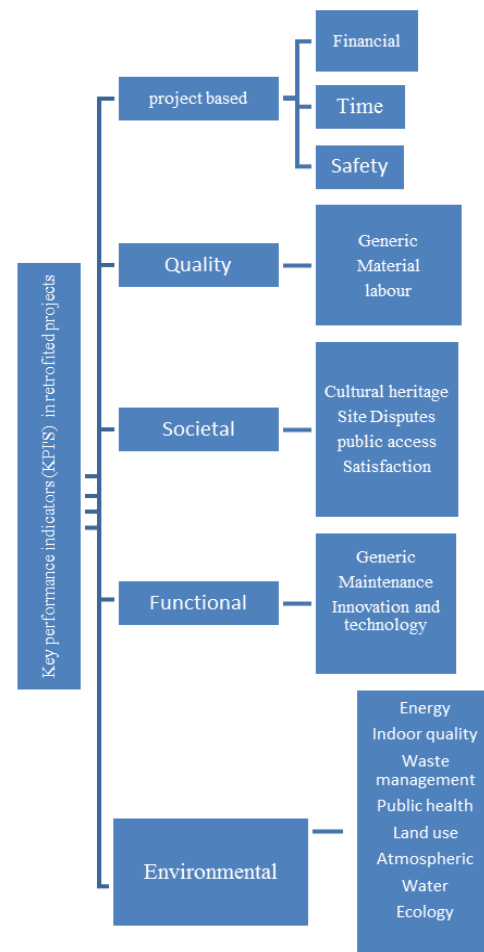 Key performance indicators (KPI'S) in retrofited projects
project based
Financial
Time
Safety
Quality
Generic
Material
labour
Societal
Cultural heritage
Site Disputes
public access
Satisfaction
Functional
Generic
Maintenance
Innovation and
technology
Environmental
Energy
Indoor quality
Waste
management
Public health
Land use
Atmospheric
Water
Ecology